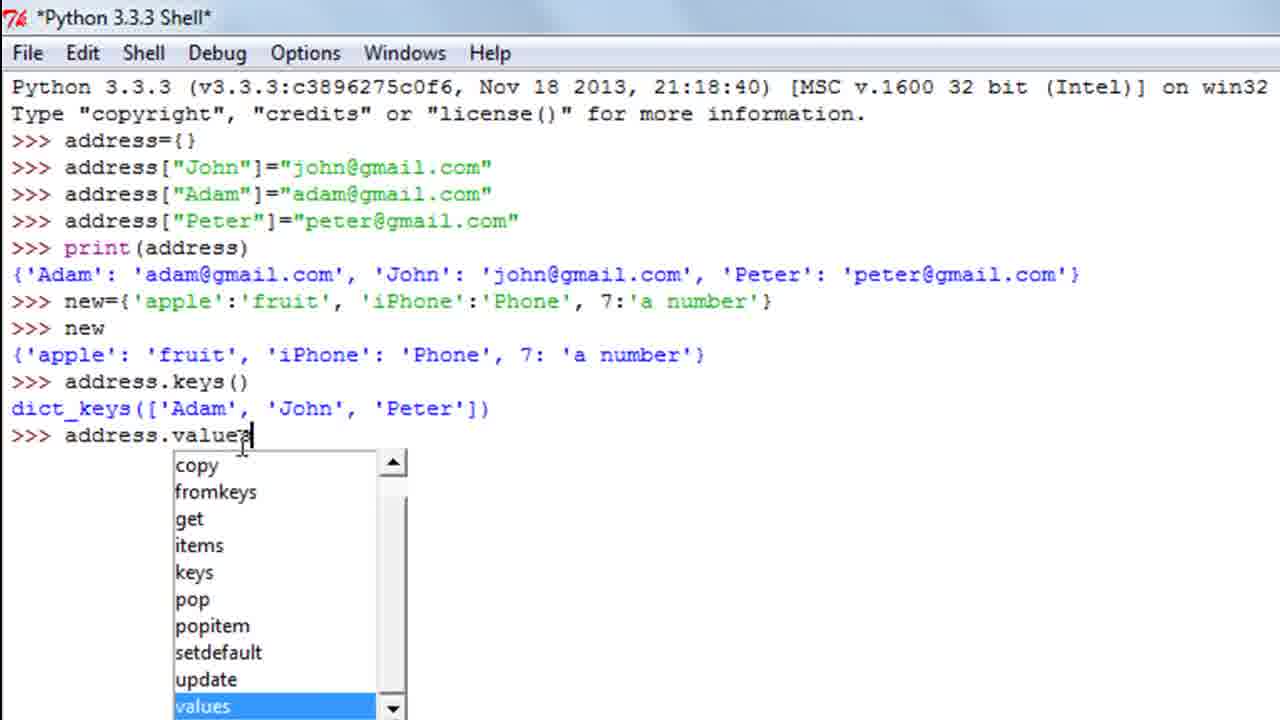 *Python 3.3.3 Shell*
File Edit Shell Debug Options Windows Help
Python 3.3.3 (v3.3.3:c3896275c0f6, Nov 18 2013, 21:18:40) [MSC v.1600 32 bit (Intel)] on win32
Type "copyright", "credits" or "license()" for more information.
>>> address={}
>>> address["John"]="john@gmail.com"
>>> address["Adam"]="adam@gmail.com"
>>> address["Peter"]="peter@gmail.com"
>>> print(address)
{'Adam': 'adam@gmail.com', 'John': 'john@gmail.com', 'Peter': 'peter@gmail.com'}
>>> new={'apple':'fruit', 'iPhone':'Phone', 7:'a number'}
>>> new
{'apple': 'fruit', 'iPhone': 'Phone', 7: 'a number'}
>>> address.keys()
dict_keys(['Adam', 'John', 'Peter'])
>>> address.values
copy
fromkeys
get
items
keys
pop
popitem
setdefault
update
values